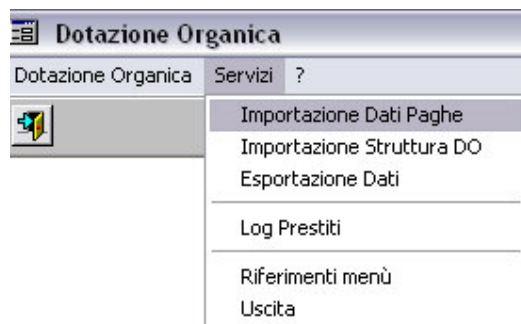 Dotazione Organica
Dotazione Organica Servizi ?
Importazione Dati Paghe
Importazione Struttura DO
Esportazione Dati
Log Prestiti
Riferimenti menù
Uscita